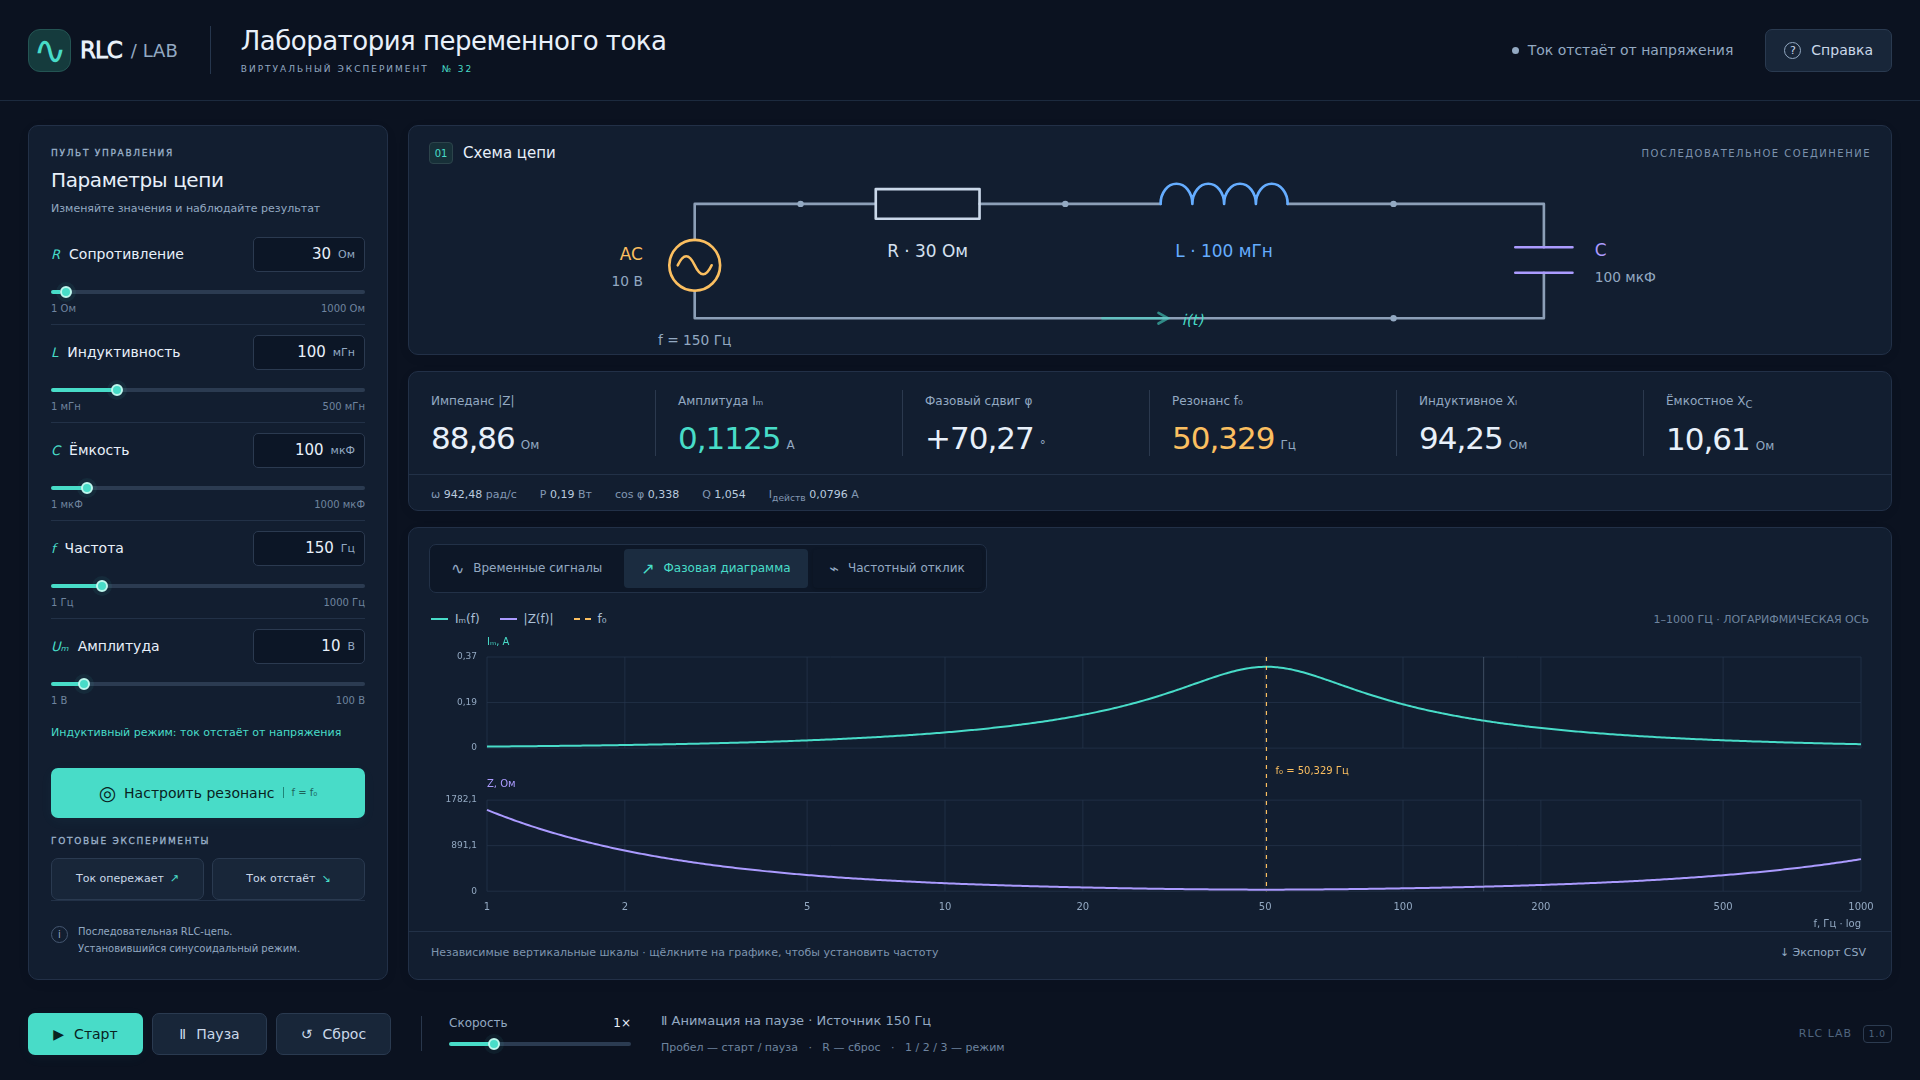 RLC / LAB
Лаборатория переменного тока
ВИРТУАЛЬНЫЙ ЭКСПЕРИМЕНТ № 32
Ток отстаёт от напряжения
? Справка
ПУЛЬТ УПРАВЛЕНИЯ
Параметры цепи
Изменяйте значения и наблюдайте результат
R Сопротивление 30 Ом
1 Ом 1000 Ом
L Индуктивность 100 мГн
1 мГн 500 мГн
C Ёмкость 100 мкФ
1 мкФ 1000 мкФ
f Частота 150 Гц
1 Гц 1000 Гц
Uₘ Амплитуда 10 В
1 В 100 В
Индуктивный режим: ток отстаёт от напряжения
◎ Настроить резонанс f = f₀
ГОТОВЫЕ ЭКСПЕРИМЕНТЫ
Ток опережает ↗ Ток отстаёт ↘
i Последовательная RLC-цепь.
Установившийся синусоидальный режим.
01 Схема цепи
ПОСЛЕДОВАТЕЛЬНОЕ СОЕДИНЕНИЕ
AC
10 В
f = 150 Гц
R · 30 Ом
L · 100 мГн
C
100 мкФ
i(t)
Импеданс |Z|
88,86 Ом
Амплитуда Iₘ
0,1125 А
Фазовый сдвиг φ
+70,27 °
Резонанс f₀
50,329 Гц
Индуктивное Xₗ
94,25 Ом
Ёмкостное XC
10,61 Ом
ω 942,48 рад/с P 0,19 Вт cos φ 0,338 Q 1,054 Iдейств 0,0796 А
∿ Временные сигналы ↗ Фазовая диаграмма ⌁ Частотный отклик
Iₘ(f) |Z(f)| f₀
1–1000 ГЦ · ЛОГАРИФМИЧЕСКАЯ ОСЬ
Iₘ, А
0,37
0,19
0
f₀ = 50,329 Гц
Z, Ом
1782,1
891,1
0
1 2 5 10 20 50 100 200 500 1000
f, Гц · log
Независимые вертикальные шкалы · щёлкните на графике, чтобы установить частоту
↓ Экспорт CSV
▶ Старт Ⅱ Пауза ↺ Сброс
Скорость 1×
Ⅱ Анимация на паузе · Источник 150 Гц
Пробел — старт / пауза · R — сброс · 1 / 2 / 3 — режим
RLC LAB 1.0